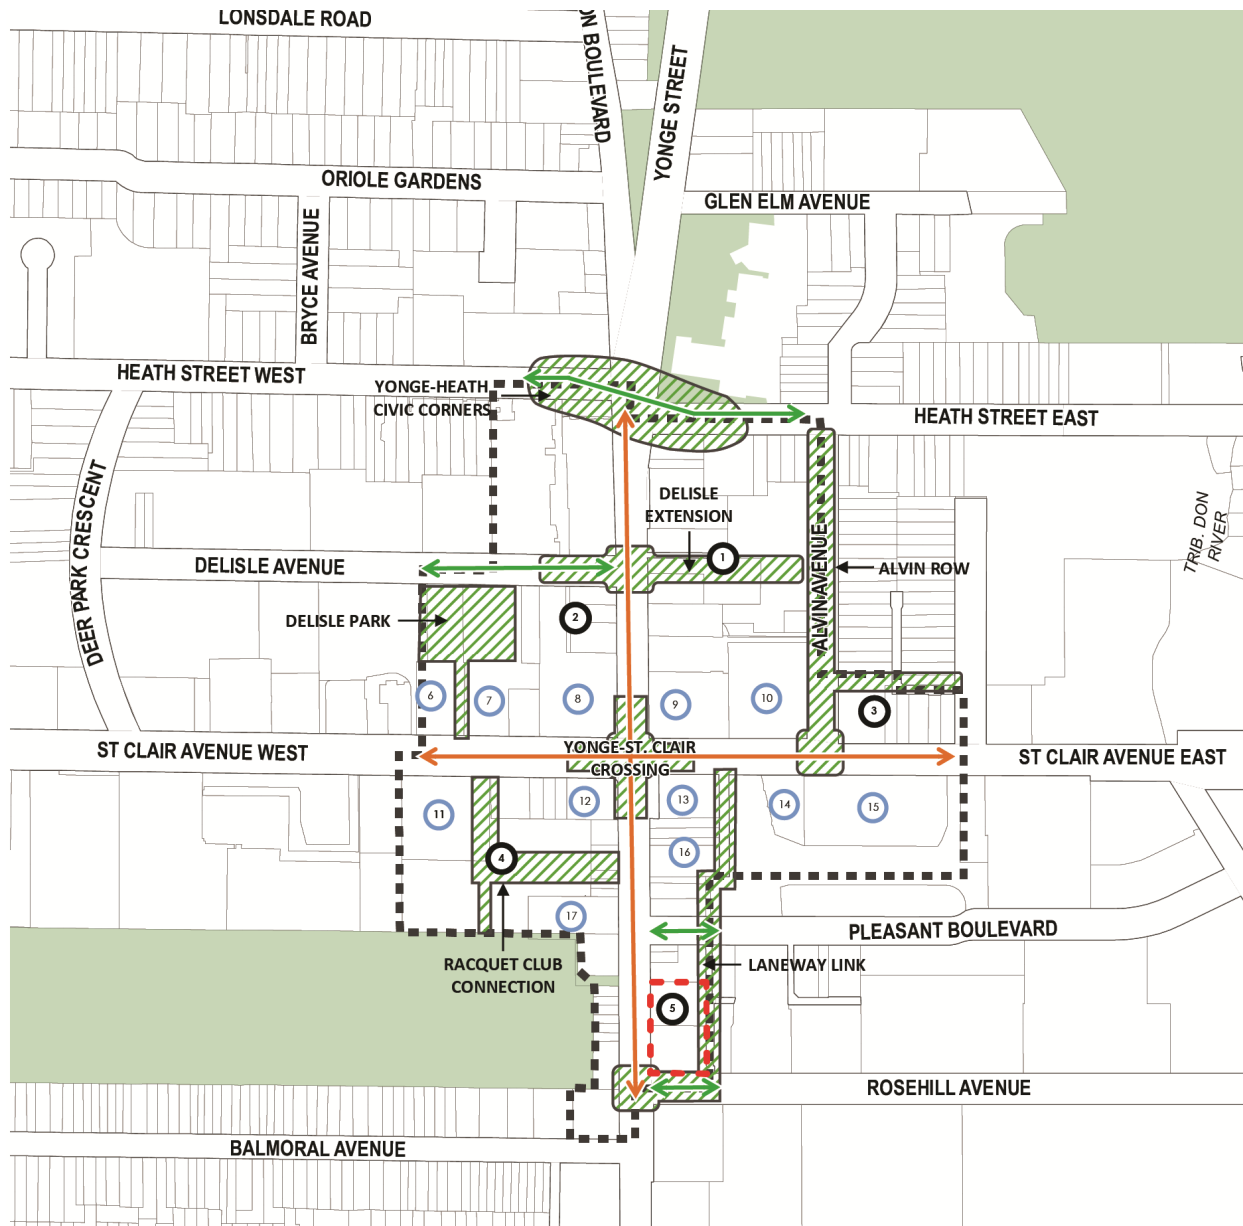 LONSDALE ROAD
ON BOULEVARD
YONGE STREET
ORIOLE GARDENS
GLEN ELM AVENUE
BRYCE AVENUE
HEATH STREET WEST
YONGE-HEATH
CIVIC CORNERS
HEATH STREET EAST
DEER PARK CRESCENT
DELISLE
EXTENSION
TRIB. DON
RIVER
DELISLE AVENUE
1
ALVIN AVENUE
ALVIN ROW
DELISLE PARK
2
6
7
8
9
10
3
ST CLAIR AVENUE WEST
YONGE-ST. CLAIR
CROSSING
ST CLAIR AVENUE EAST
11
12
13
14
15
4
16
17
PLEASANT BOULEVARD
RACQUET CLUB
CONNECTION
LANEWAY LINK
5
ROSEHILL AVENUE
BALMORAL AVENUE